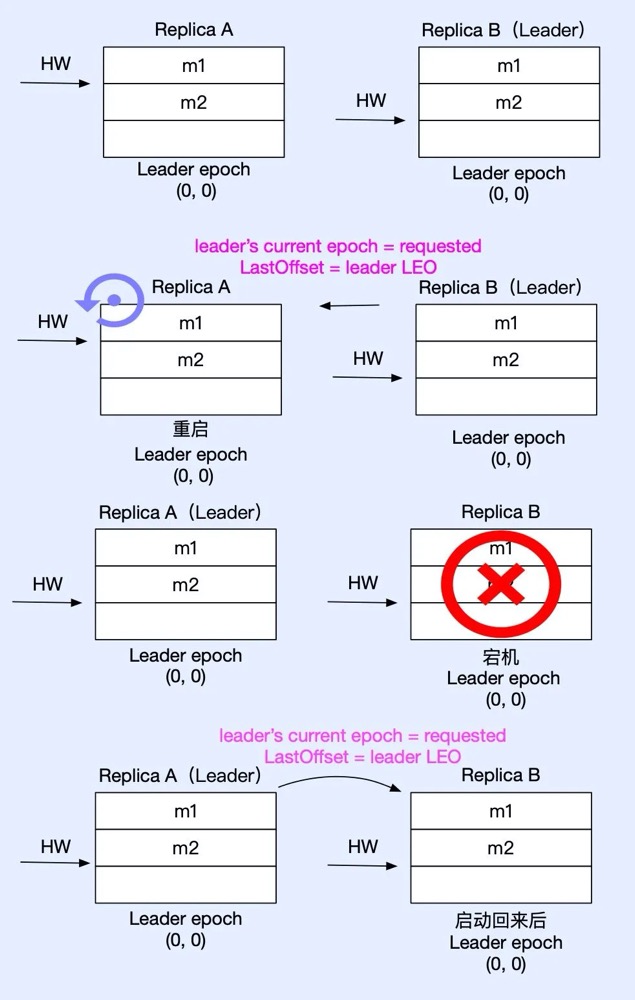 Replica A
Replica B（Leader）
HW
m1
m2
HW
m1
m2
Leader epoch
(0, 0)
Leader epoch
(0, 0)
leader's current epoch = requested
LastOffset = leader LEO
Replica A
Replica B（Leader）
HW
m1
m2
HW
m1
m2
重启
Leader epoch
(0, 0)
Leader epoch
(0, 0)
Replica A（Leader）
Replica B
HW
m1
m2
HW
m1
Leader epoch
(0, 0)
宕机
Leader epoch
(0, 0)
leader's current epoch = requested
LastOffset = leader LEO
Replica A（Leader）
Replica B
HW
m1
m2
HW
m1
m2
Leader epoch
(0, 0)
启动回来后
Leader epoch
(0, 0)